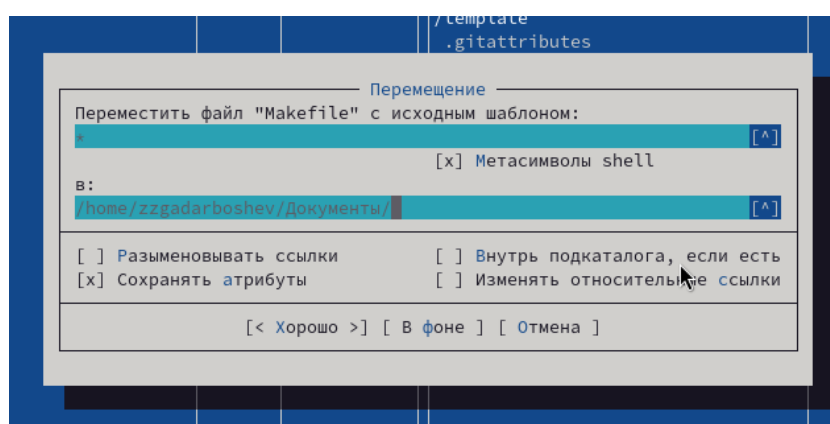 /template
.gitattributes
Перемещение
Переместить файл "Makefile" с исходным шаблоном:
* [^]
[x] Метасимволы shell
в:
/home/zzgadarboshev/Документы/ [^]
[ ] Разыменовывать ссылки [ ] Внутрь подкаталога, если есть
[x] Сохранять атрибуты [ ] Изменять относительные ссылки
[< Хорошо >] [ В фоне ] [ Отмена ]